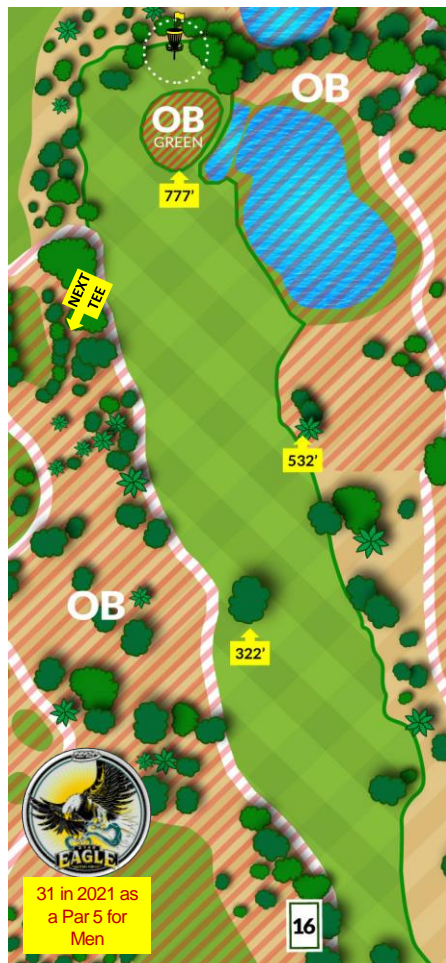 OB
OB
GREEN
777'
NEXT
TEE
532'
322'
OB
EAGLE
31 in 2021 as
a Par 5 for
Men
16